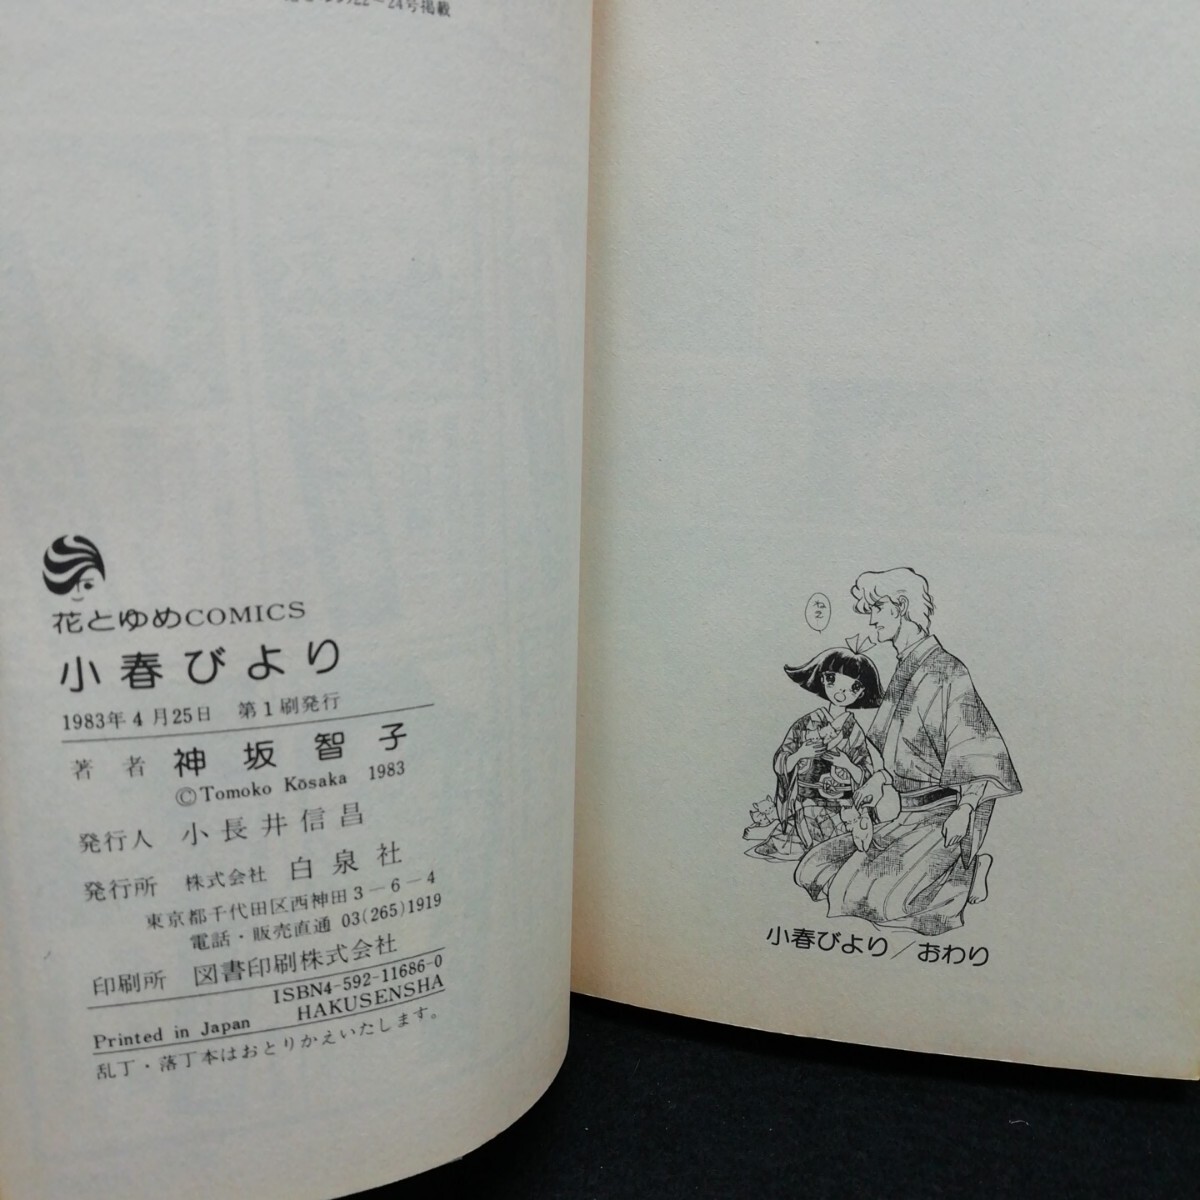 22－24号掲載
花とゆめCOMICS
小春びより
1983年4月25日 第1刷発行
著者 神坂智子
©Tomoko Kōsaka 1983
発行人 小長井信昌
発行所 株式会社 白泉社
東京都千代田区西神田3－6－4
電話・販売直通 03(265)1919
印刷所 図書印刷株式会社
ISBN4-592-11686-0
Printed in Japan HAKUSENSHA
乱丁・落丁本はおとりかえいたします。
小春びより／おわり